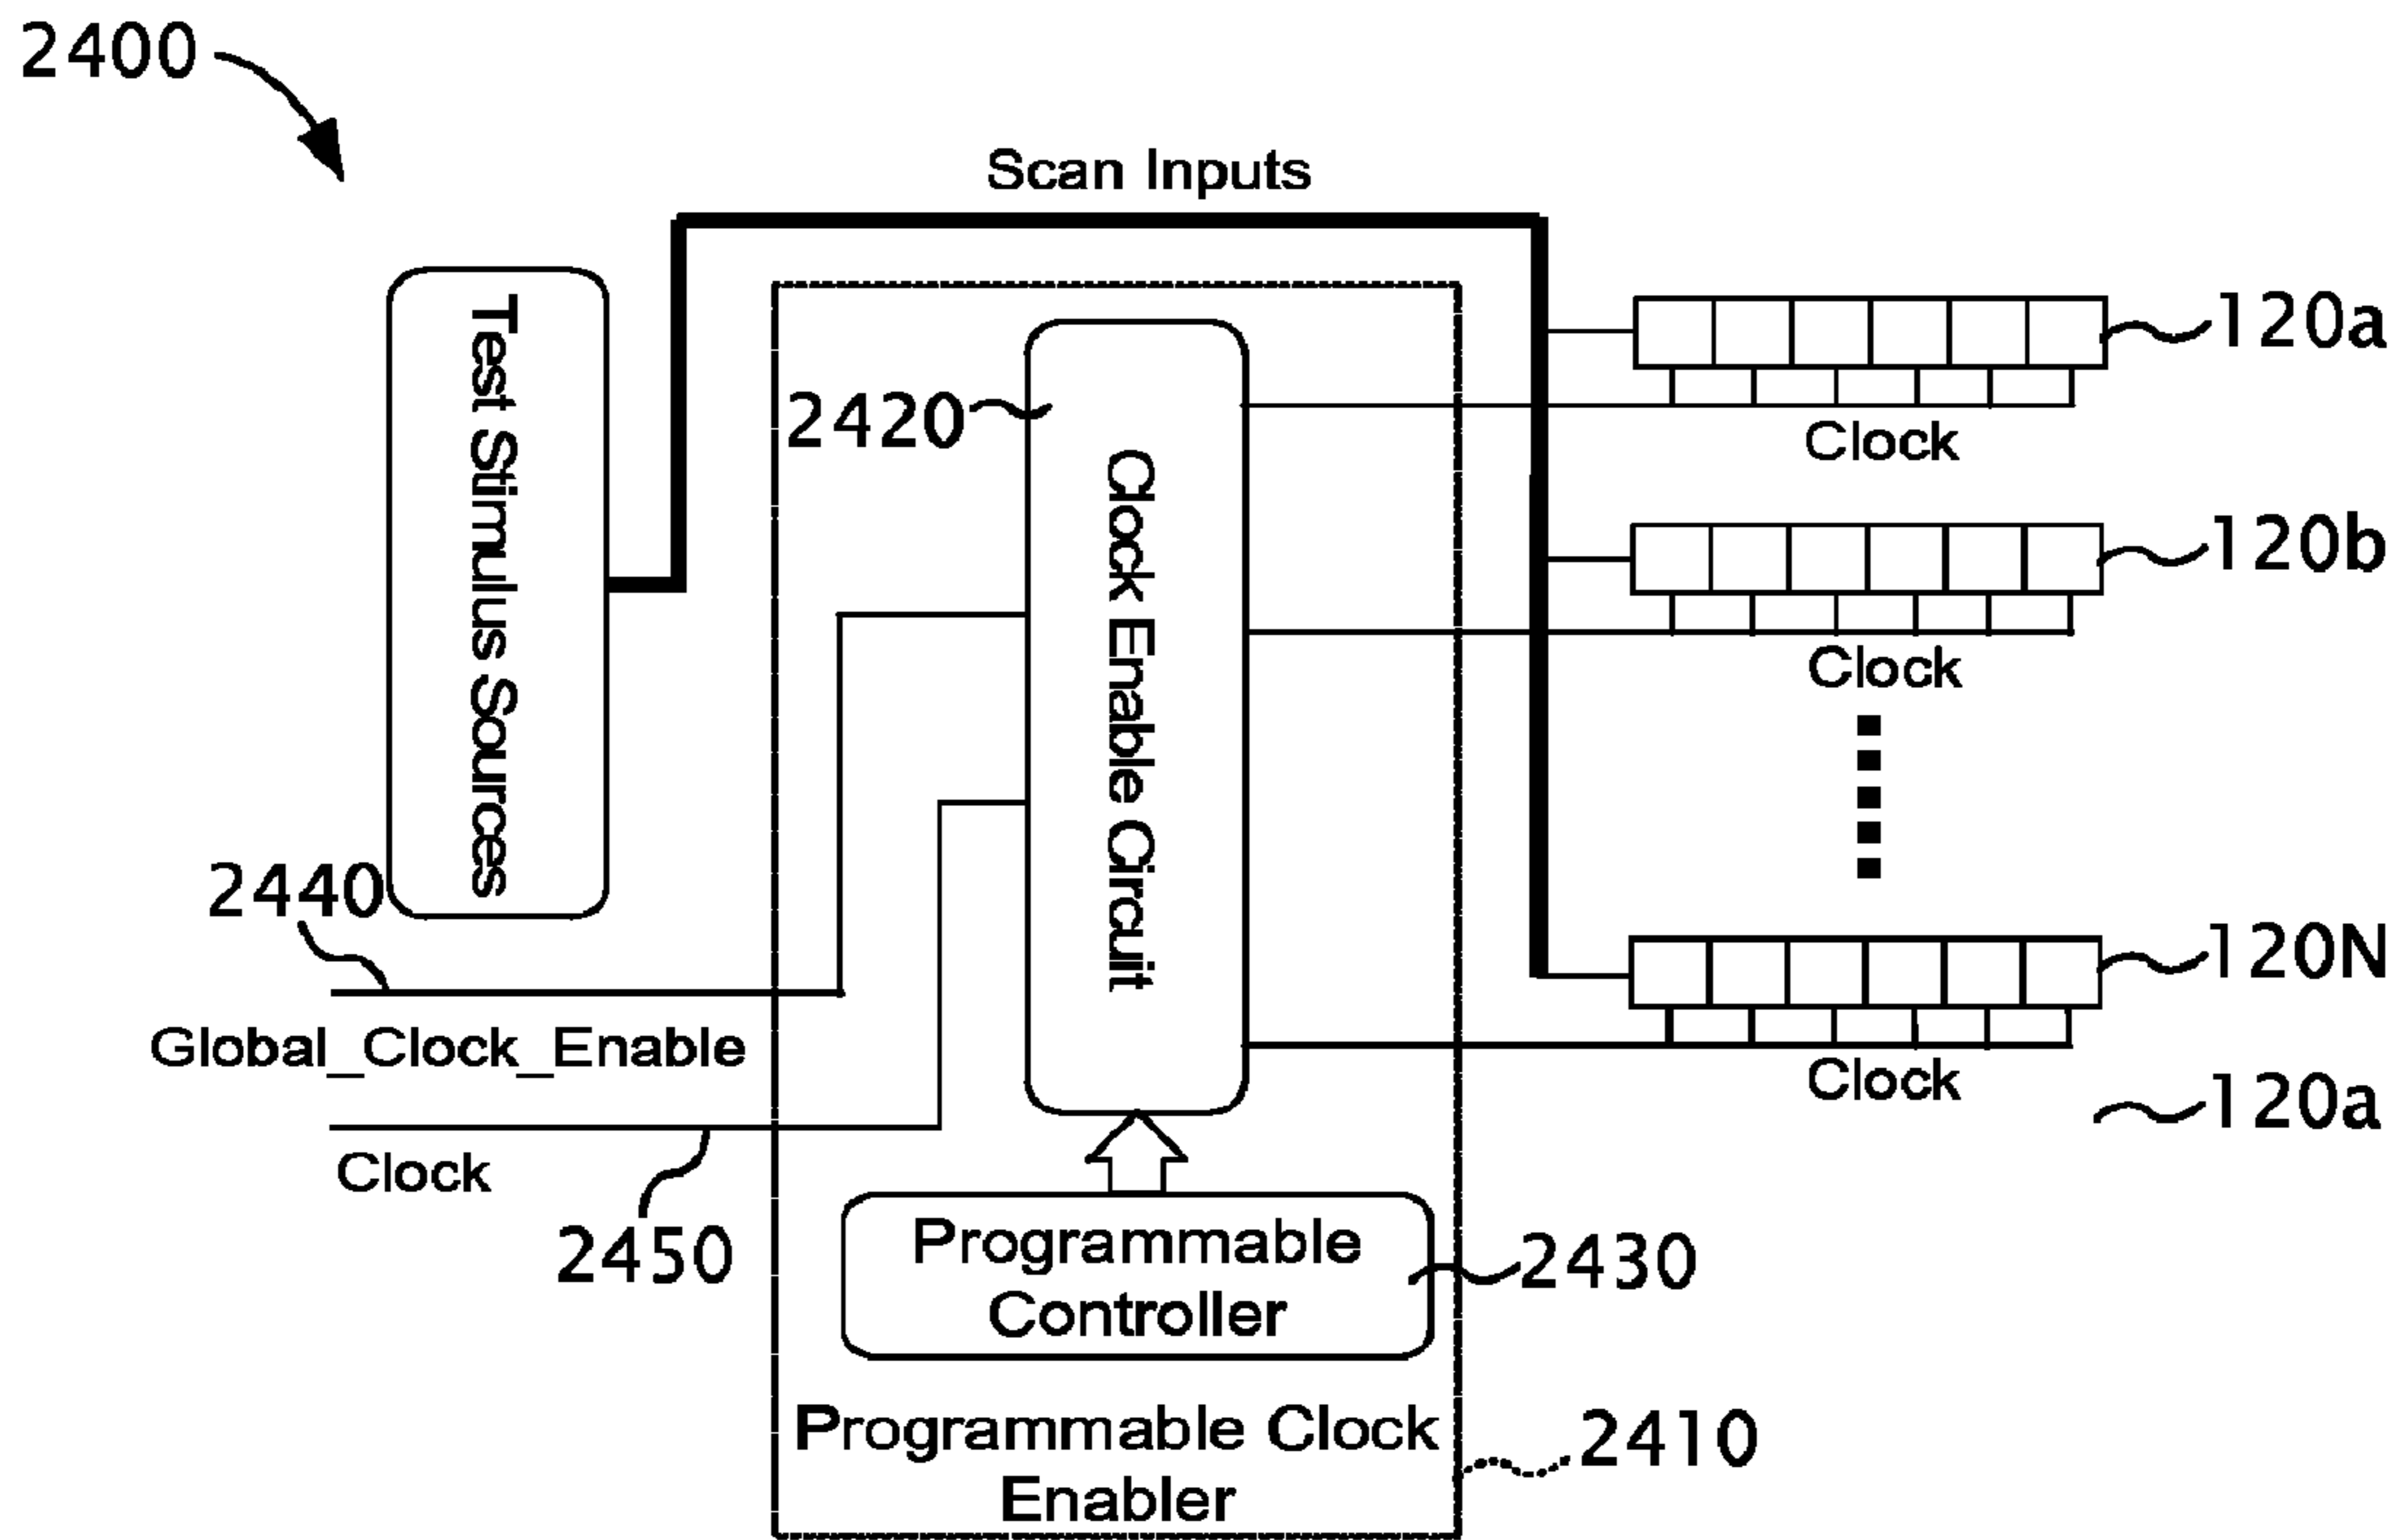 2400
Scan Inputs
Test Stimulus Sources
120a
2420
Clock
Clock Enable Circuit
120b
Clock
2440
120N
Global_Clock_Enable
Clock
120a
Clock
2450
Programmable
Controller
2430
Programmable Clock
Enabler
2410